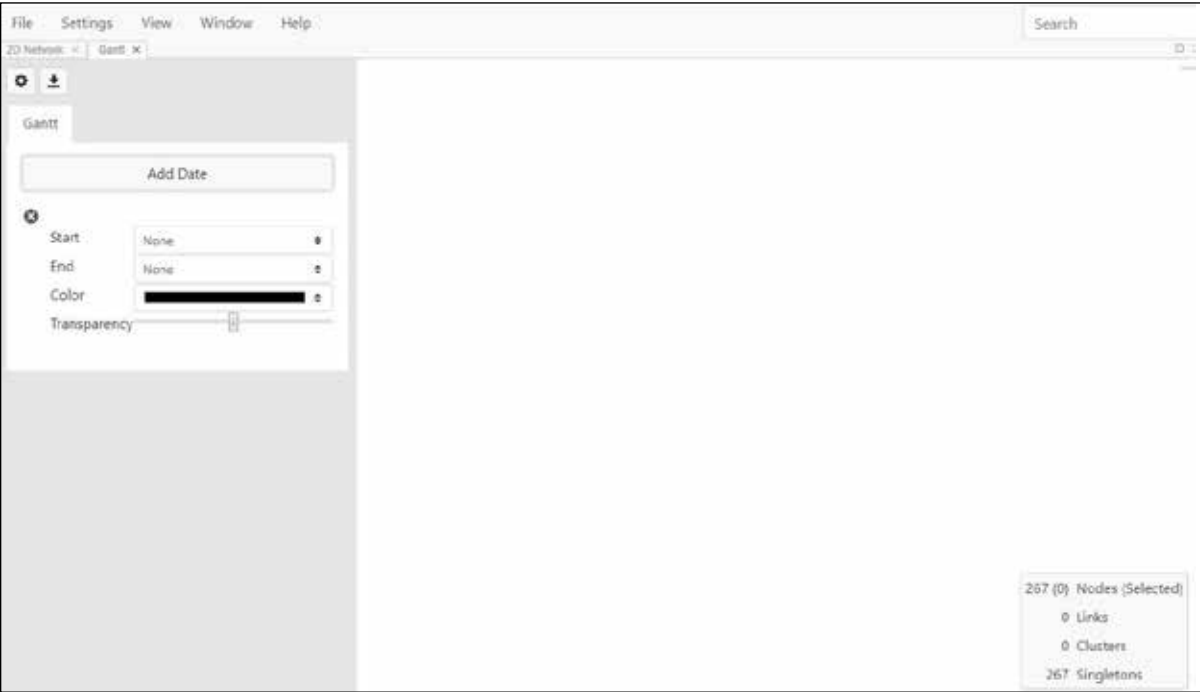 File Settings View Window Help Search
2D Network × Gantt ×
Gantt
Add Date
Start None
End None
Color
Transparency
267 (0) Nodes (Selected)
0 Links
0 Clusters
267 Singletons